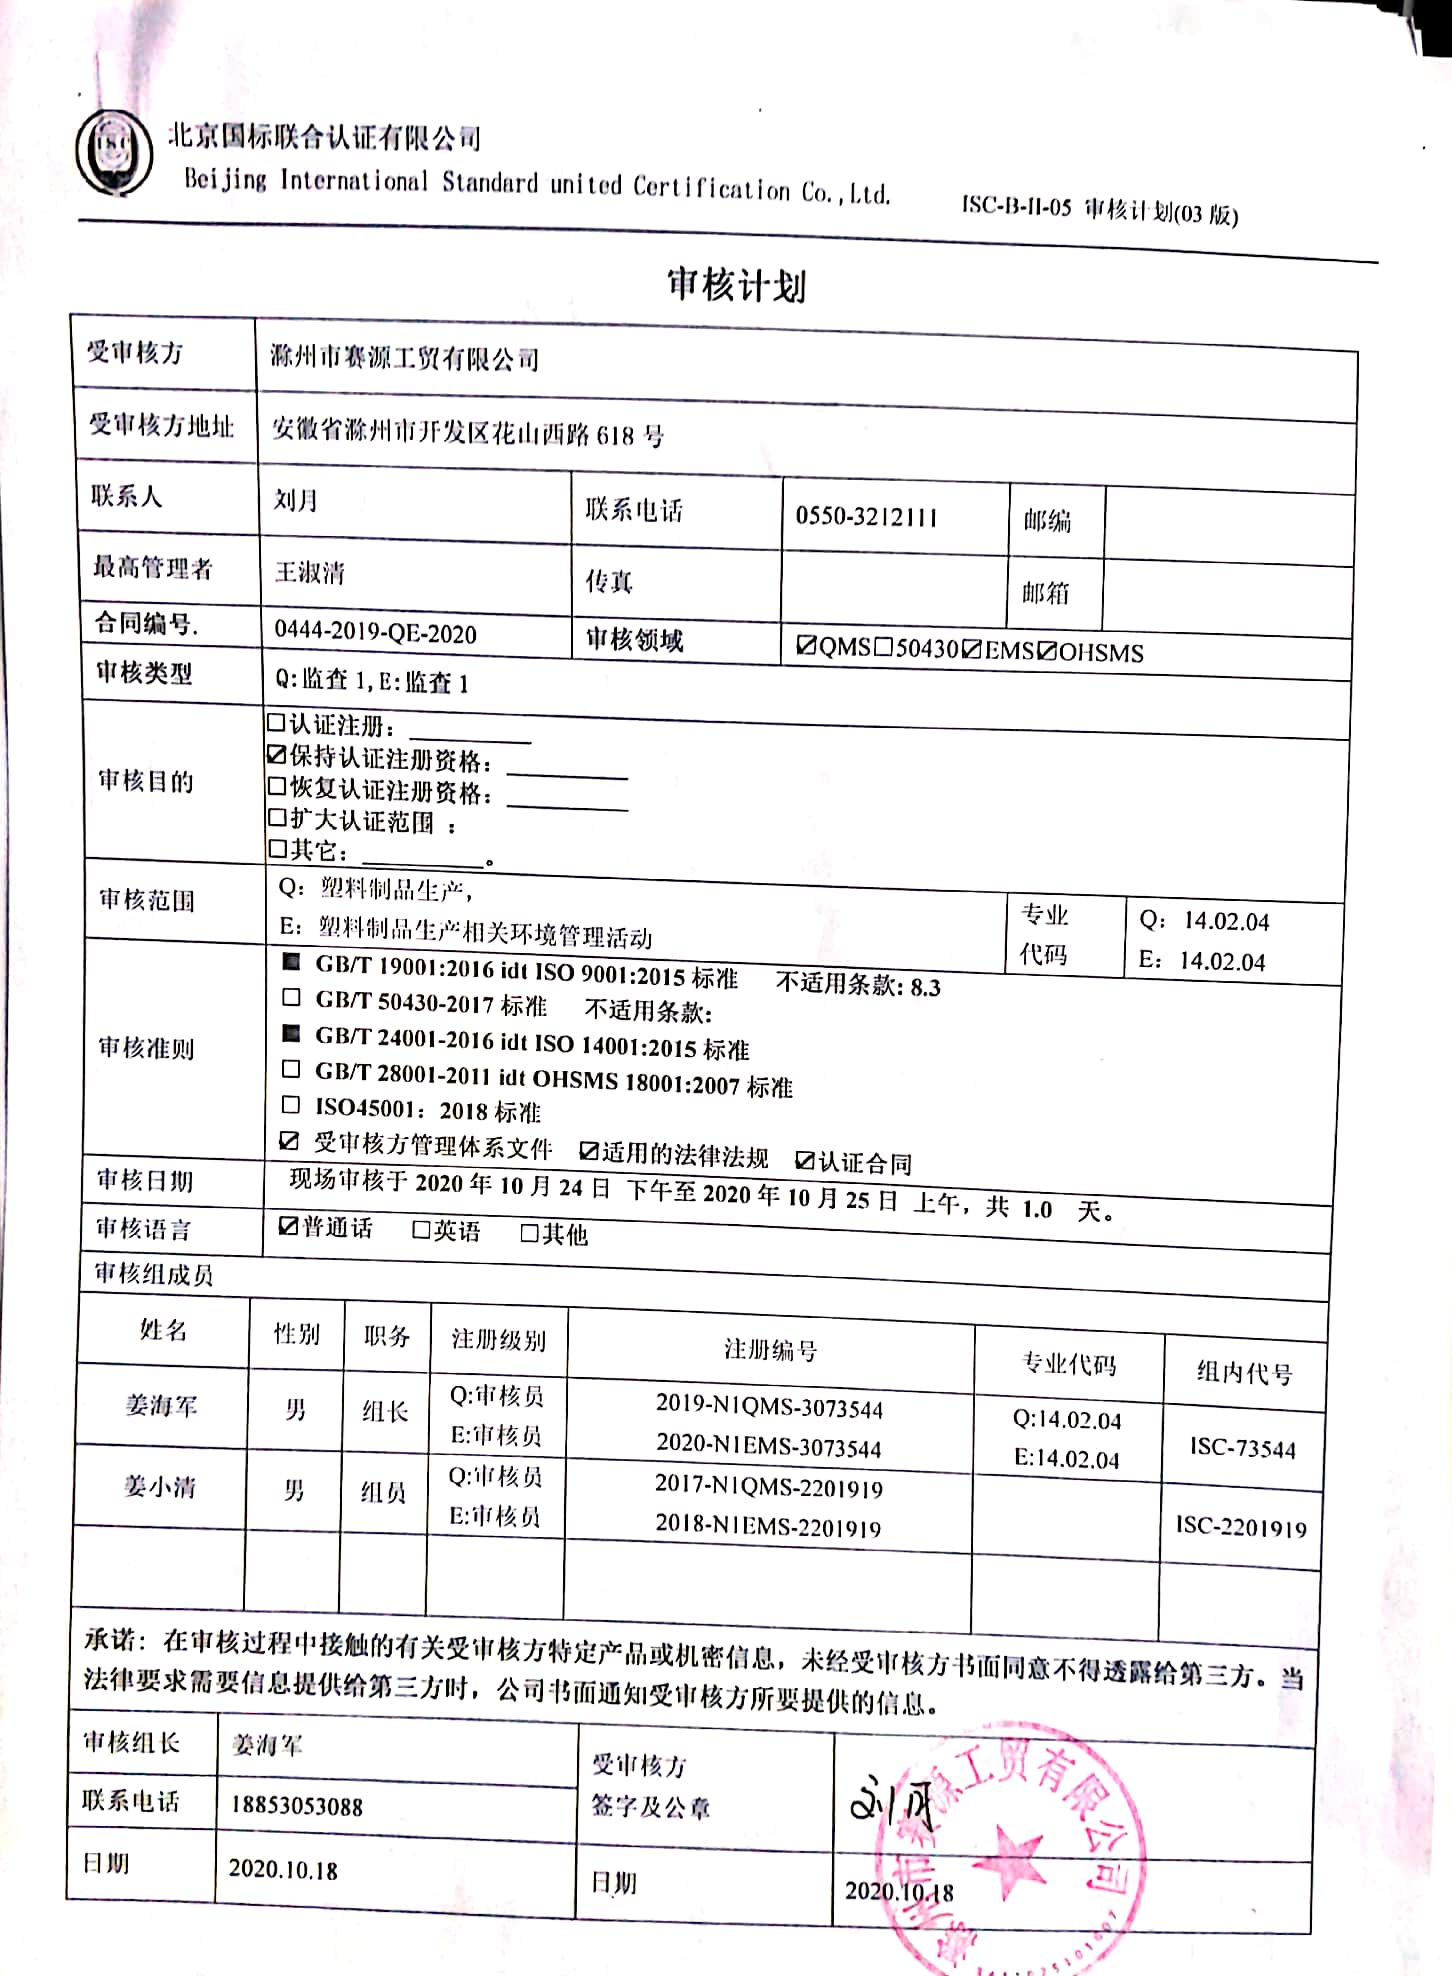 ISC
北京国标联合认证有限公司
Beijing International Standard united Certification Co.,Ltd.
ISC-B-II-05 审核计划(03 版)
审核计划
受审核方 滁州市赛源工贸有限公司
受审核方地址 安徽省滁州市开发区花山西路 618 号
联系人 刘月 联系电话 0550-3212111 邮编
最高管理者 王淑清 传真 邮箱
合同编号. 0444-2019-QE-2020 审核领域 ☑QMS□50430☑EMS☑OHSMS
审核类型 Q:监查 1,E:监查 1
审核目的
□认证注册：
☑保持认证注册资格：
□恢复认证注册资格：
□扩大认证范围 ：
□其它： 。
审核范围 Q：塑料制品生产， 专业 Q：14.02.04
E：塑料制品生产相关环境管理活动 代码 E：14.02.04
审核准则
■ GB/T 19001:2016 idt ISO 9001:2015 标准 不适用条款: 8.3
□ GB/T 50430-2017 标准 不适用条款:
■ GB/T 24001-2016 idt ISO 14001:2015 标准
□ GB/T 28001-2011 idt OHSMS 18001:2007 标准
□ ISO45001：2018 标准
☑ 受审核方管理体系文件 ☑适用的法律法规 ☑认证合同
审核日期 现场审核于 2020 年 10 月 24 日 下午至 2020 年 10 月 25 日 上午，共 1.0 天。
审核语言 ☑普通话 □英语 □其他
审核组成员
姓名 性别 职务 注册级别 注册编号 专业代码 组内代号
姜海军 男 组长 Q:审核员 2019-N1QMS-3073544 Q:14.02.04 ISC-73544
E:审核员 2020-N1EMS-3073544 E:14.02.04
姜小清 男 组员 Q:审核员 2017-N1QMS-2201919 ISC-2201919
E:审核员 2018-N1EMS-2201919
承诺：在审核过程中接触的有关受审核方特定产品或机密信息，未经受审核方书面同意不得透露给第三方。当
法律要求需要信息提供给第三方时，公司书面通知受审核方所要提供的信息。
审核组长 姜海军 受审核方
签字及公章 刘月
联系电话 18853053088
日期 2020.10.18 日期 2020.10.18
滁州市赛源工贸有限公司